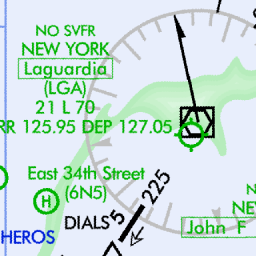 NO SVFR
NEW YORK
Laguardia
(LGA)
21 L 70
RR 125.95 DEP 127.05
East 34th Street
(6N5)
H
225
DIALS 5
HEROS
NO
NE
John F